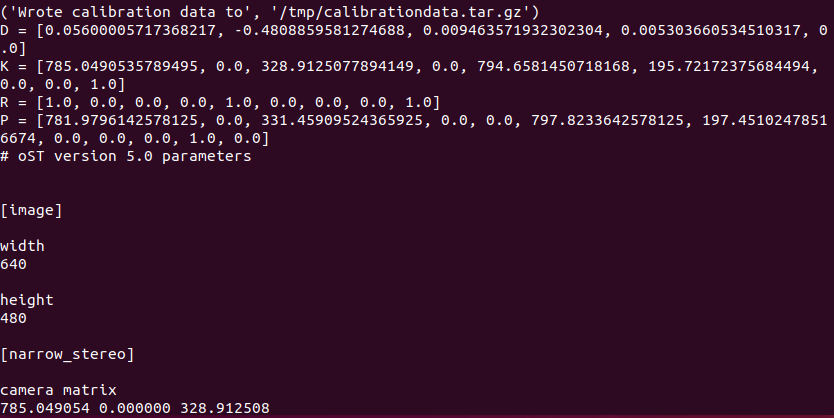 ('Wrote calibration data to', '/tmp/calibrationdata.tar.gz')
D = [0.05600005717368217, -0.4808859581274688, 0.009463571932302304, 0.005303660534510317, 0
.0]
K = [785.0490535789495, 0.0, 328.9125077894149, 0.0, 794.6581450718168, 195.72172375684494,
0.0, 0.0, 1.0]
R = [1.0, 0.0, 0.0, 0.0, 1.0, 0.0, 0.0, 0.0, 1.0]
P = [781.9796142578125, 0.0, 331.45909524365925, 0.0, 0.0, 797.8233642578125, 197.4510247851
6674, 0.0, 0.0, 0.0, 1.0, 0.0]
# oST version 5.0 parameters
[image]
width
640
height
480
[narrow_stereo]
camera matrix
785.049054 0.000000 328.912508